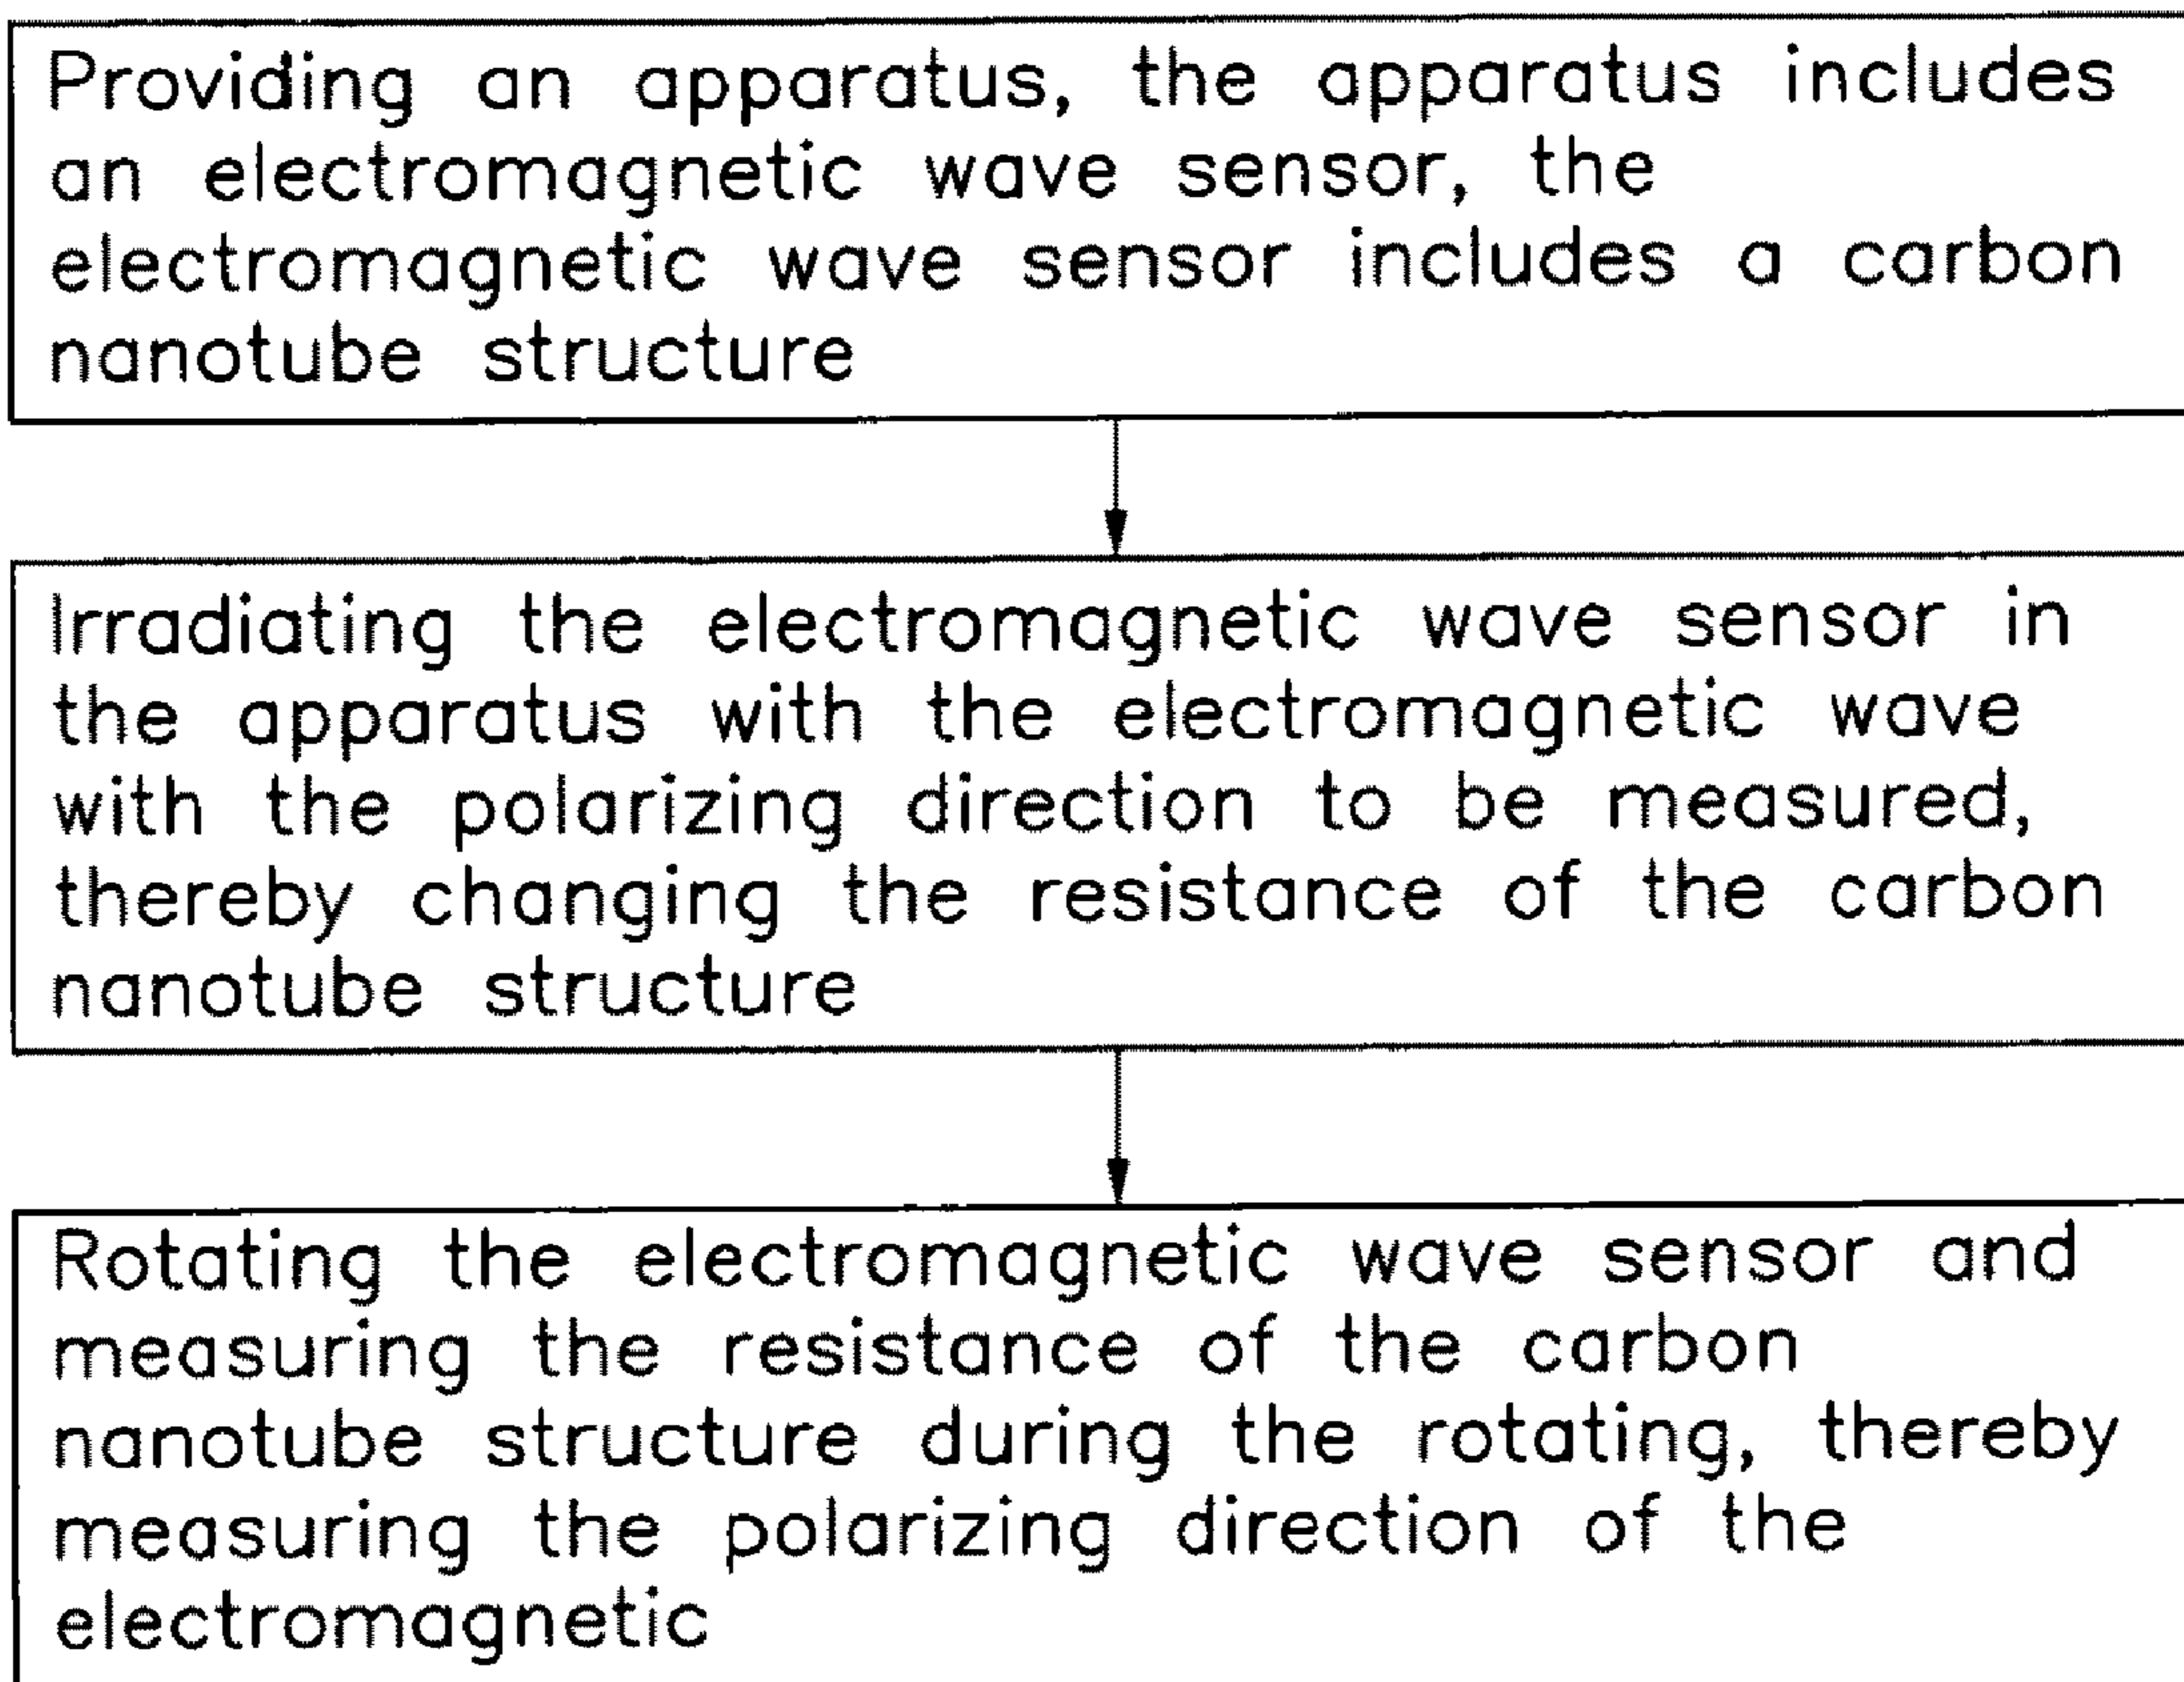 Providing an apparatus, the apparatus includes
an electromagnetic wave sensor, the
electromagnetic wave sensor includes a carbon
nanotube structure
Irradiating the electromagnetic wave sensor in
the apparatus with the electromagnetic wave
with the polarizing direction to be measured,
thereby changing the resistance of the carbon
nanotube structure
Rotating the electromagnetic wave sensor and
measuring the resistance of the carbon
nanotube structure during the rotating, thereby
measuring the polarizing direction of the
electromagnetic